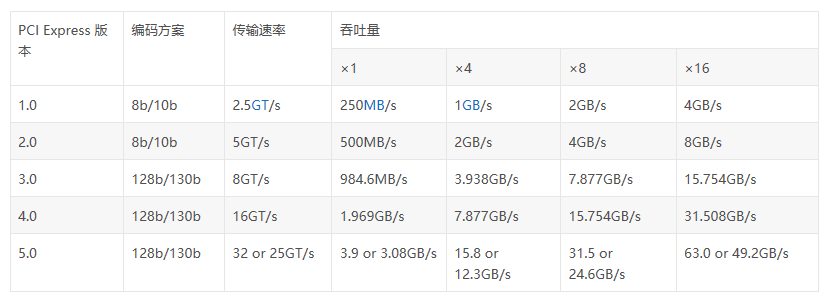 PCI Express 版本 编码方案 传输速率 吞吐量
×1 ×4 ×8 ×16
1.0 8b/10b 2.5GT/s 250MB/s 1GB/s 2GB/s 4GB/s
2.0 8b/10b 5GT/s 500MB/s 2GB/s 4GB/s 8GB/s
3.0 128b/130b 8GT/s 984.6MB/s 3.938GB/s 7.877GB/s 15.754GB/s
4.0 128b/130b 16GT/s 1.969GB/s 7.877GB/s 15.754GB/s 31.508GB/s
5.0 128b/130b 32 or 25GT/s 3.9 or 3.08GB/s 15.8 or 12.3GB/s 31.5 or 24.6GB/s 63.0 or 49.2GB/s